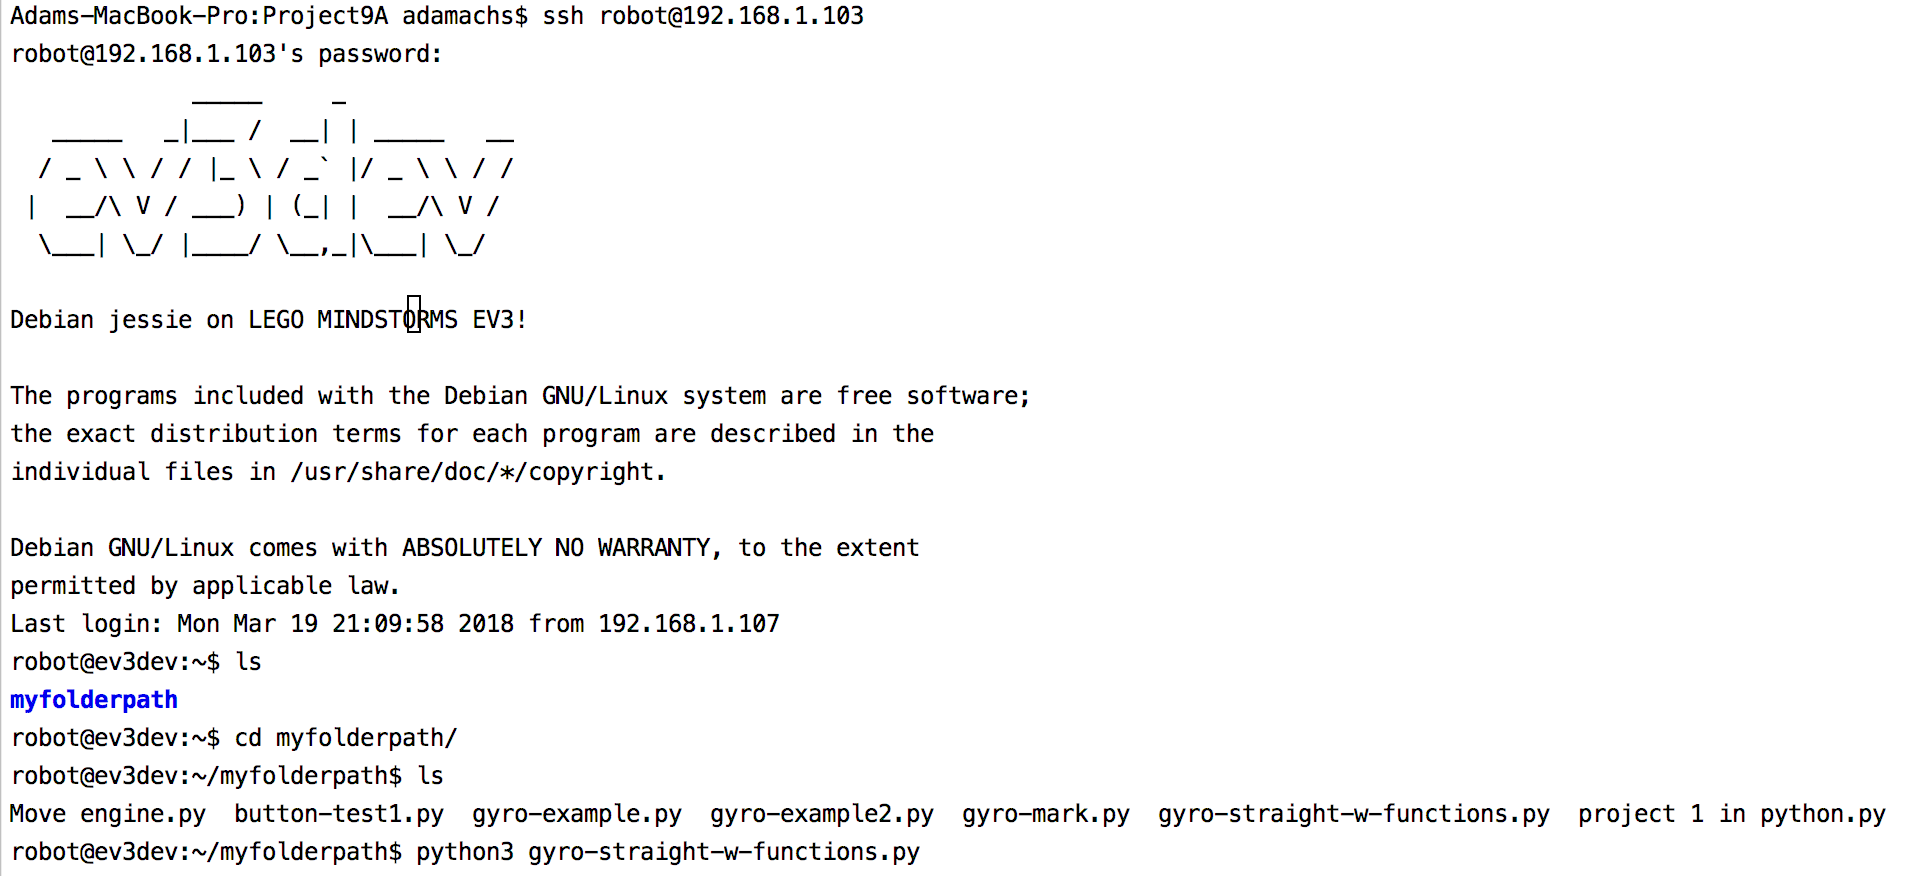 Adams-MacBook-Pro:Project9A adamachs$ ssh robot@192.168.1.103
robot@192.168.1.103's password:
             _____     _
   _____   _|___ /  __| | _____   __
  / _ \ \ / / |_ \ / _` |/ _ \ \ / /
 |  __/\ V / ___) | (_| |  __/\ V /
  \___| \_/ |____/ \__,_|\___| \_/
Debian jessie on LEGO MINDSTORMS EV3!
The programs included with the Debian GNU/Linux system are free software;
the exact distribution terms for each program are described in the
individual files in /usr/share/doc/*/copyright.
Debian GNU/Linux comes with ABSOLUTELY NO WARRANTY, to the extent
permitted by applicable law.
Last login: Mon Mar 19 21:09:58 2018 from 192.168.1.107
robot@ev3dev:~$ ls
myfolderpath
robot@ev3dev:~$ cd myfolderpath/
robot@ev3dev:~/myfolderpath$ ls
Move engine.py  button-test1.py  gyro-example.py  gyro-example2.py  gyro-mark.py  gyro-straight-w-functions.py  project 1 in python.py
robot@ev3dev:~/myfolderpath$ python3 gyro-straight-w-functions.py